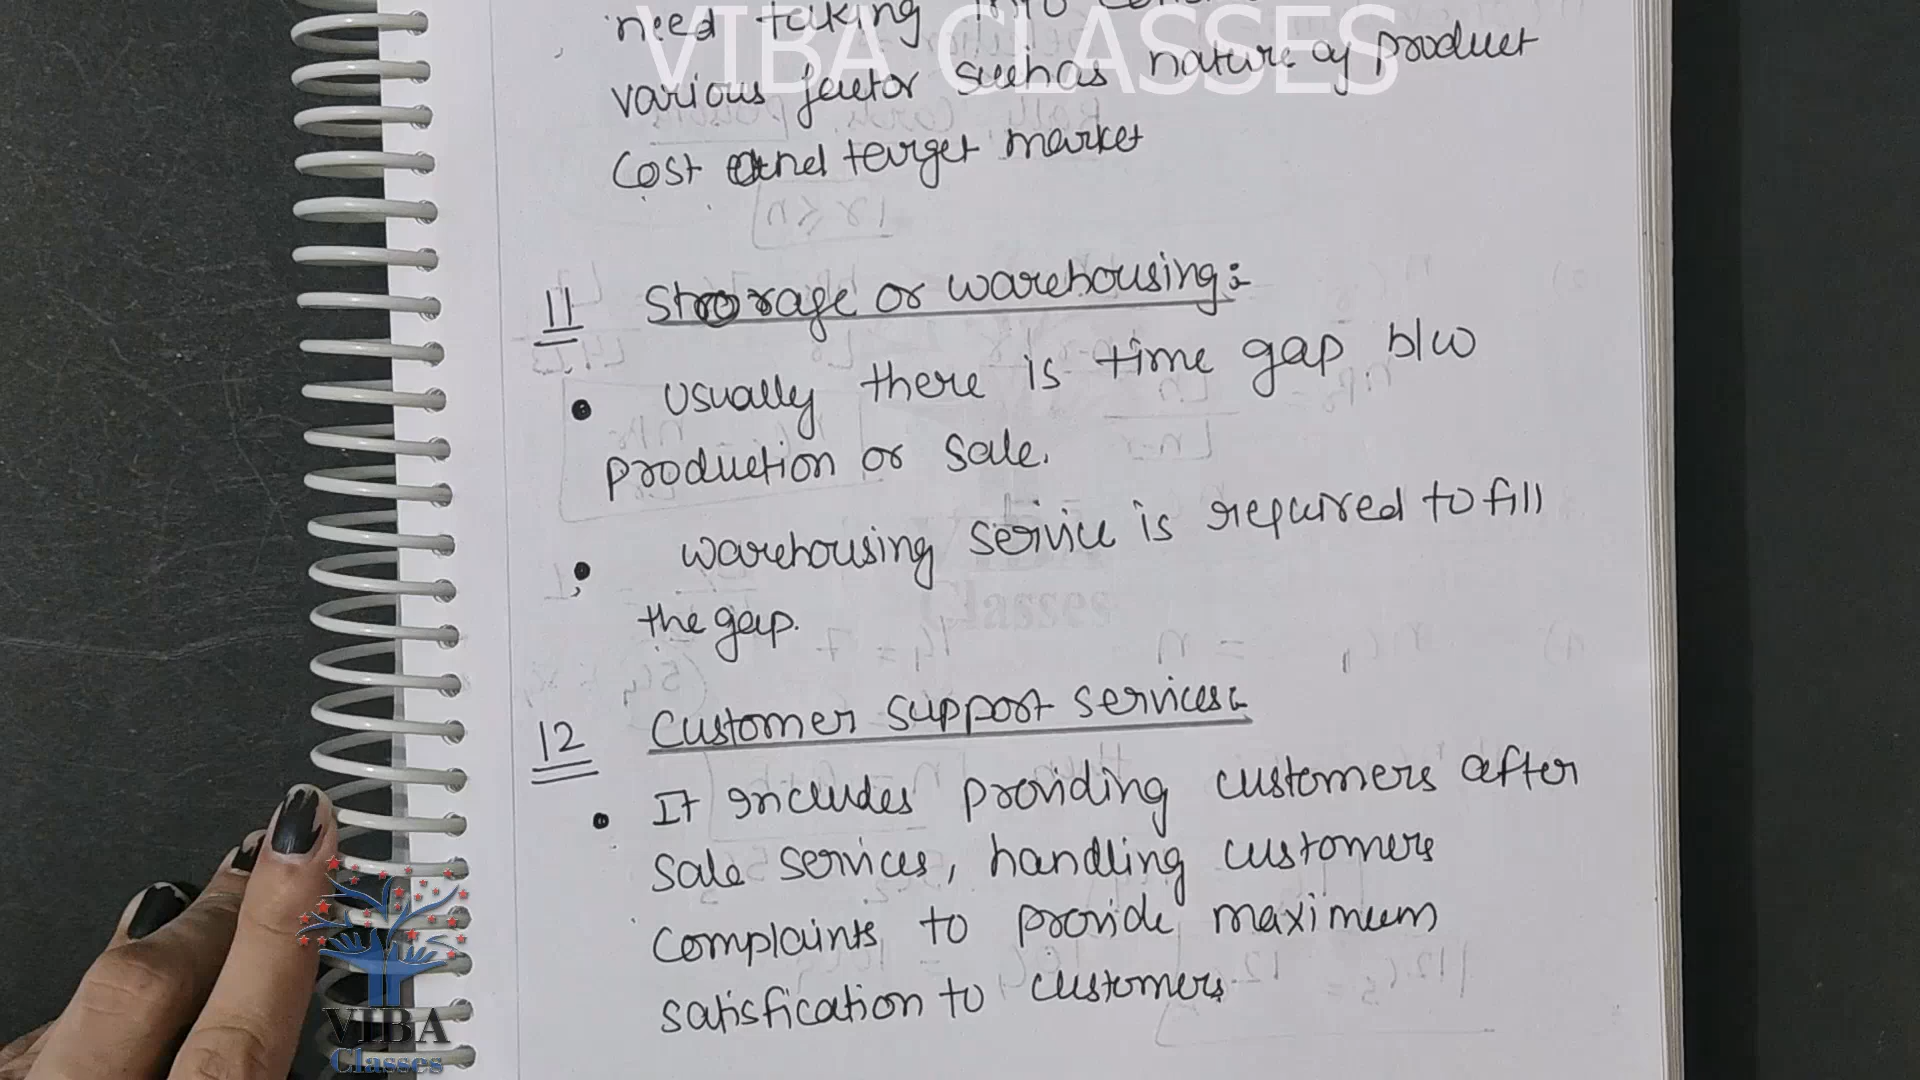 need taking into
VIBA CLASSES
various factor such as nature of product
Cost and target market
11 Storage or warehousing:
• Usually there is time gap b/w
production or sale.
• warehousing service is required to fill
the gap.
12 Customer support services:-
• It includes providing customers after
sale services, handling customers
complaints to provide maximum
satisfication to customers
VIBA
Classes